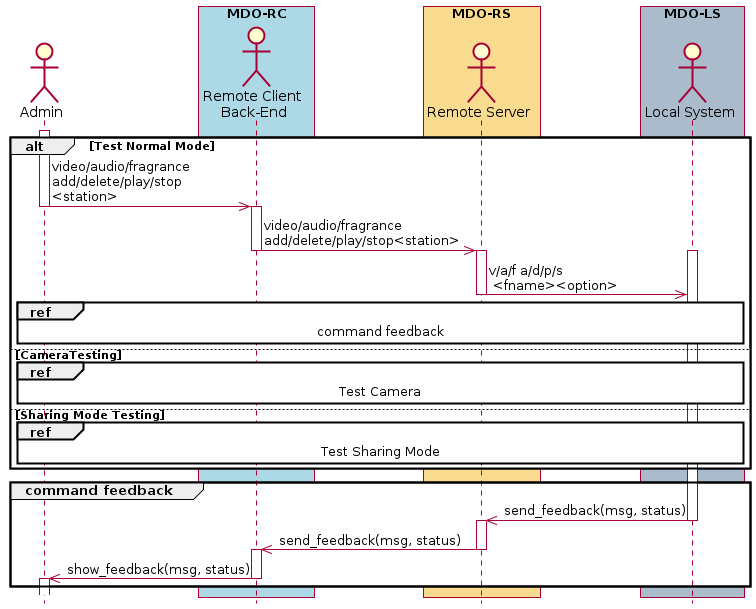 MDO-RC
MDO-RS
MDO-LS
Admin
Remote Client
Back-End
Remote Server
Local System
alt
[Test Normal Mode]
video/audio/fragrance
add/delete/play/stop
<station>
video/audio/fragrance
add/delete/play/stop<station>
v/a/f a/d/p/s
<fname><option>
ref
command feedback
[CameraTesting]
ref
Test Camera
[Sharing Mode Testing]
ref
Test Sharing Mode
command feedback
send_feedback(msg, status)
send_feedback(msg, status)
show_feedback(msg, status)